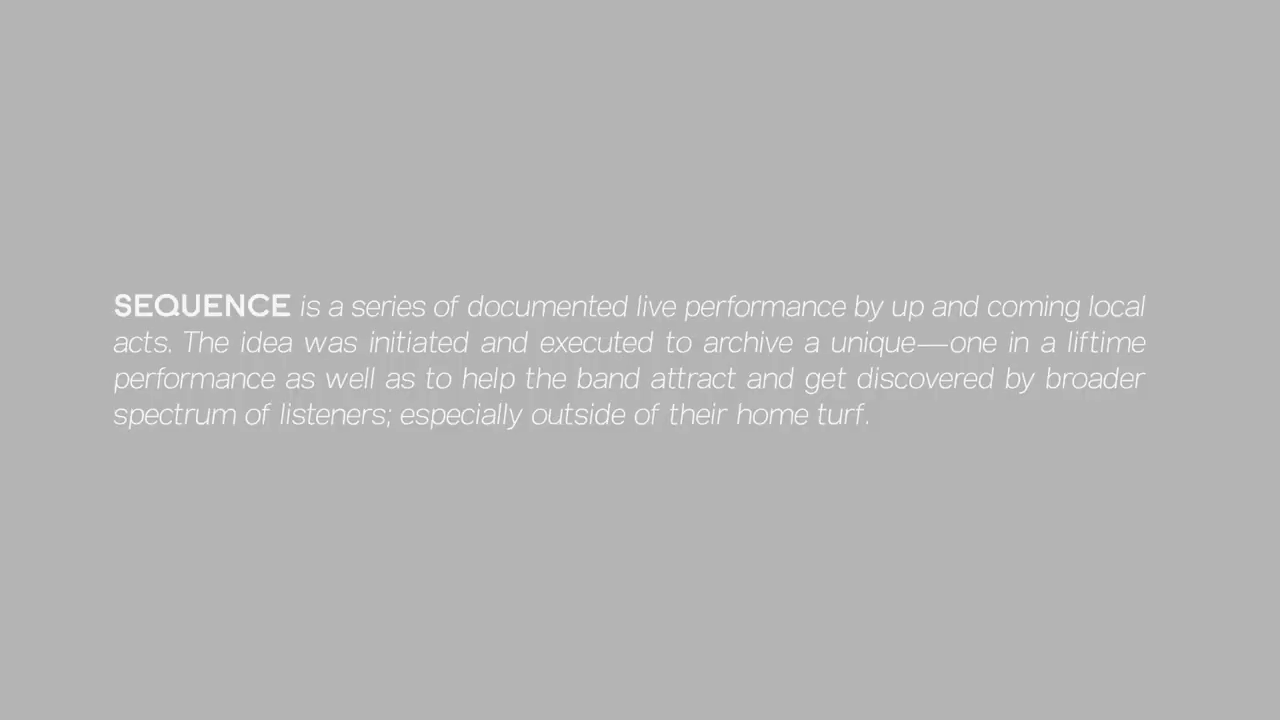 SEQUENCE is a series of documented live performance by up and coming local
acts. The idea was initiated and executed to archive a unique—one in a liftime
performance as well as to help the band attract and get discovered by broader
spectrum of listeners; especially outside of their home turf.